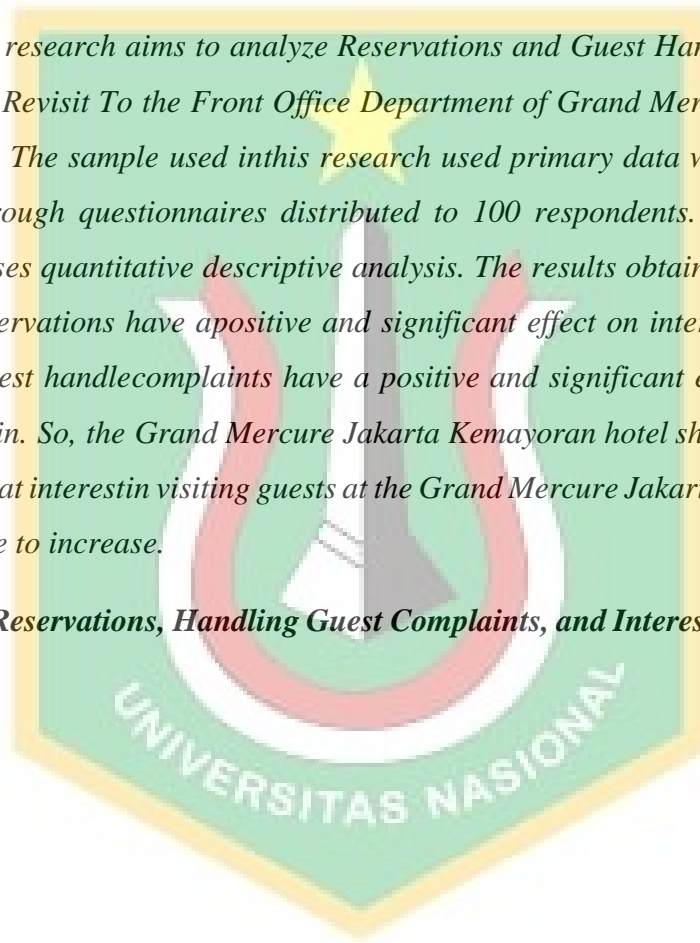 research aims to analyze Reservations and Guest Har
Revisit To the Front Office Department of Grand Mer
The sample used inthis research used primary data
rough questionnaires distributed to 100 respondents.
ses quantitative descriptive analysis. The results obtain
ervations have apositive and significant effect on inte
est handlecomplaints have a positive and significant
in. So, the Grand Mercure Jakarta Kemayoran hotel sh
at interestin visiting guests at the Grand Mercure Jakar
e to increase.
Reservations, Handling Guest Complaints, and Interes
UNIVERSITAS NASIONAL